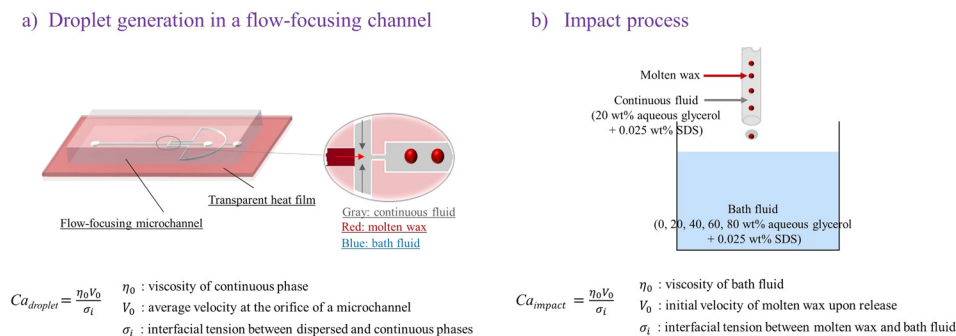 a) Droplet generation in a flow-focusing channel
Transparent heat film
Flow-focusing microchannel
Gray: continuous fluid
Red: molten wax
Blue: bath fluid
Ca_droplet = η₀V₀/σᵢ
η₀ : viscosity of continuous phase
V₀ : average velocity at the orifice of a microchannel
σᵢ : interfacial tension between dispersed and continuous phases
b) Impact process
Molten wax
Continuous fluid
(20 wt% aqueous glycerol
+ 0.025 wt% SDS)
Bath fluid
(0, 20, 40, 60, 80 wt% aqueous glycerol
+ 0.025 wt% SDS)
Ca_impact = η₀V₀/σᵢ
η₀ : viscosity of bath fluid
V₀ : initial velocity of molten wax upon release
σᵢ : interfacial tension between molten wax and bath fluid